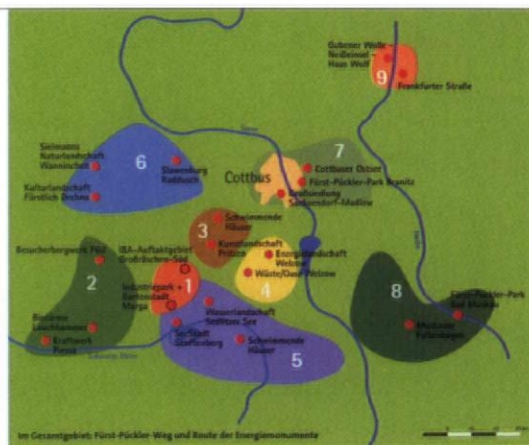 Gubener Wolle –
Neißeinsel –
Haus Wolf
9
Frankfurter Straße
Spree
7
Cottbus
Cottbuser Ostsee
Fürst-Pückler-Park Branitz
Großsiedlung
Sachsendorf-Madlow
6
Sielmanns
Naturlandschaft
Wanninchen
Slawenburg
Raddusch
Kulturlandschaft
Fürstlich Drehna
3
Schwimmende
Häuser
Kunstlandschaft
Pritzen
Energielandschaft
Welzow
4
Wüste/Oase Welzow
Besucherbergwerk F60
2
IBA-Auftaktgebiet
Großräschen-Süd
Industriepark +
Gartenstadt
Marga
1
Wasserlandschaft
Sedlitzer See
SeeStadt
Senftenberg
Schwimmende
Häuser
5
Biotürme
Lauchhammer
Kraftwerk
Plessa
Schwarze Elster
Neiße
8
Fürst-Pückler-Park
Bad Muskau
Muskauer
Faltenbogen
Im Gesamtgebiet: Fürst-Pückler-Weg und Route der Energiemonumente